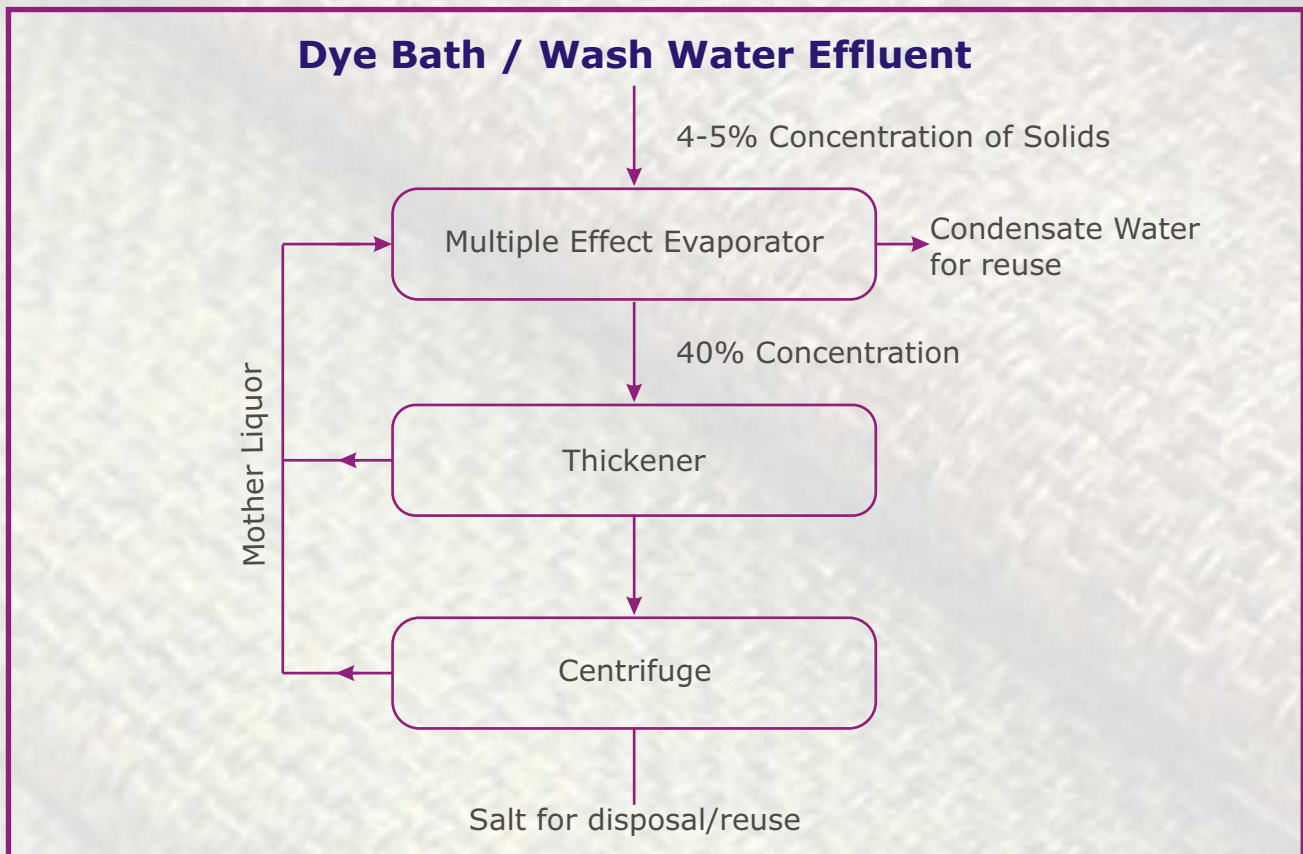 Dye Bath / Wash Water Effluent
4-5% Concentration of Solids
Multiple Effect Evaporator
Condensate Water
for reuse
40% Concentration
Mother Liquor
Thickener
Centrifuge
Salt for disposal/reuse